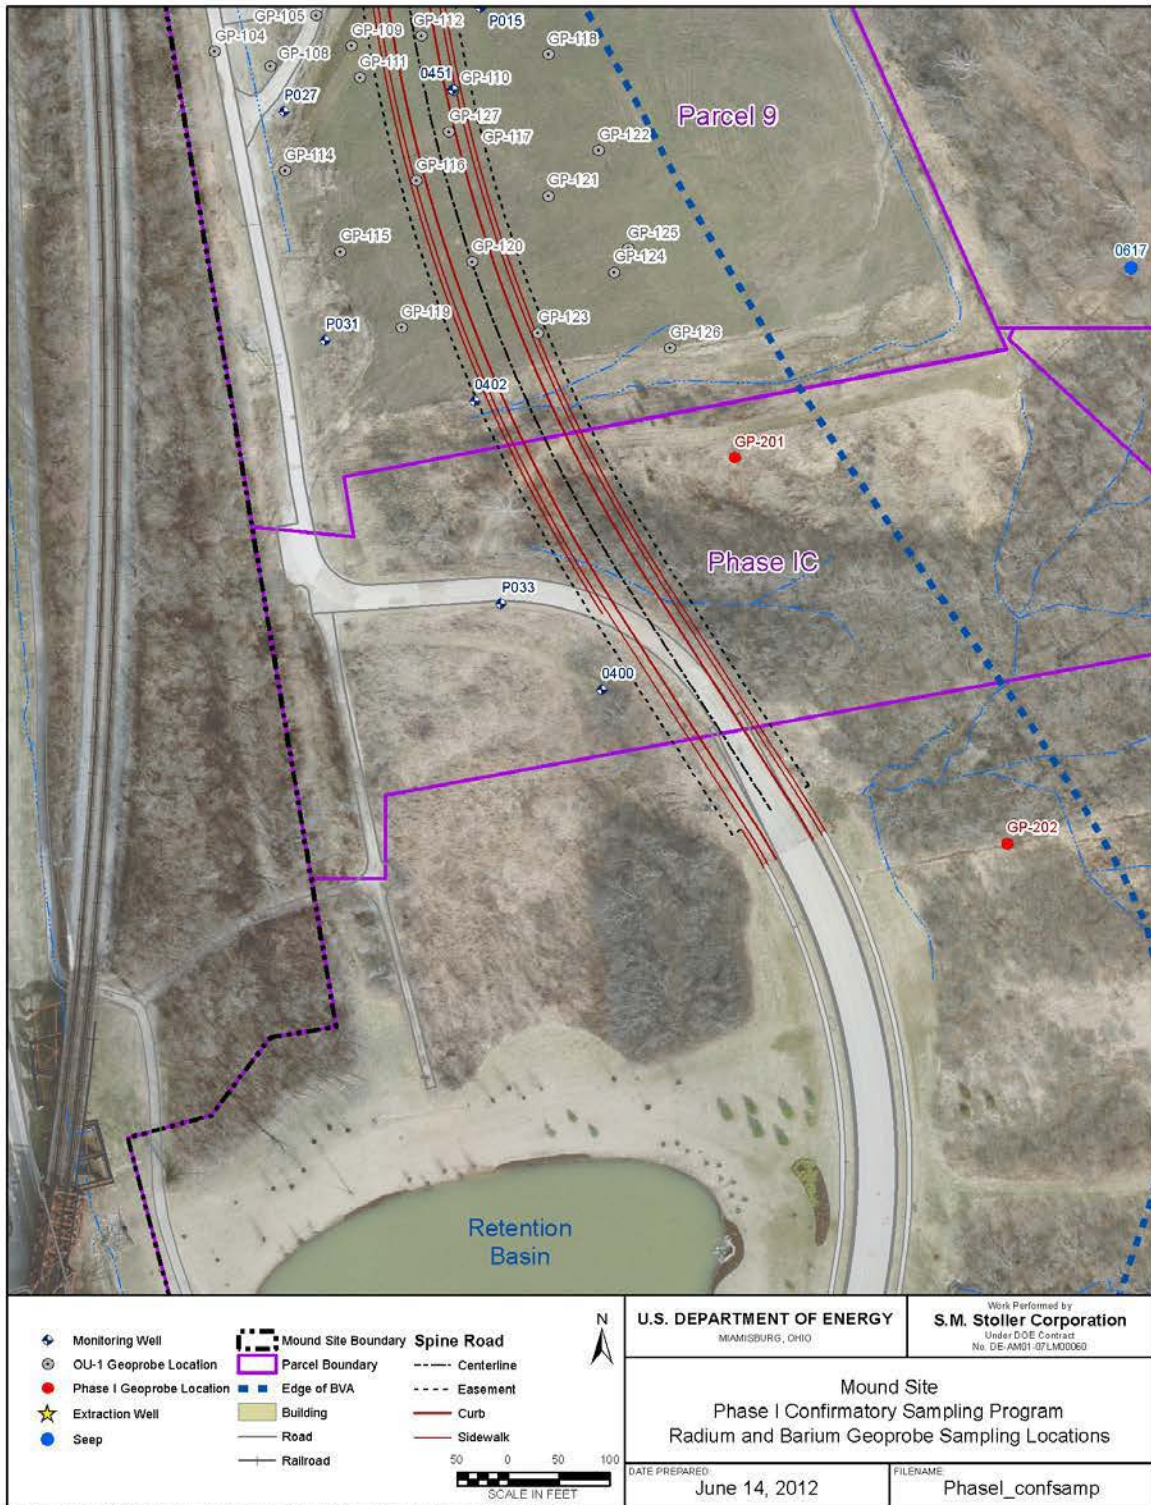 GP-105
GP-112
P015
GP-104
GP-109
GP-118
GP-108
GP-111
0451
GP-110
P027
GP-127
Parcel 9
GP-117
GP-122
GP-114
GP-116
GP-121
GP-115
GP-120
GP-125
0617
GP-124
GP-119
GP-123
P031
GP-126
0402
GP-201
Phase IC
P033
0400
GP-202
Retention
Basin
Monitoring Well
OU-1 Geoprobe Location
Phase I Geoprobe Location
Extraction Well
Seep
Mound Site Boundary
Parcel Boundary
Edge of BVA
Building
Road
Railroad
Spine Road
Centerline
Easement
Curb
Sidewalk
N
50 0 50 100
SCALE IN FEET
U.S. DEPARTMENT OF ENERGY
MIAMISBURG, OHIO
Work Performed by
S.M. Stoller Corporation
Under DOE Contract
No. DE-AM01-07LM00060
Mound Site
Phase I Confirmatory Sampling Program
Radium and Barium Geoprobe Sampling Locations
DATE PREPARED:
June 14, 2012
FILENAME:
PhaseI_confsamp